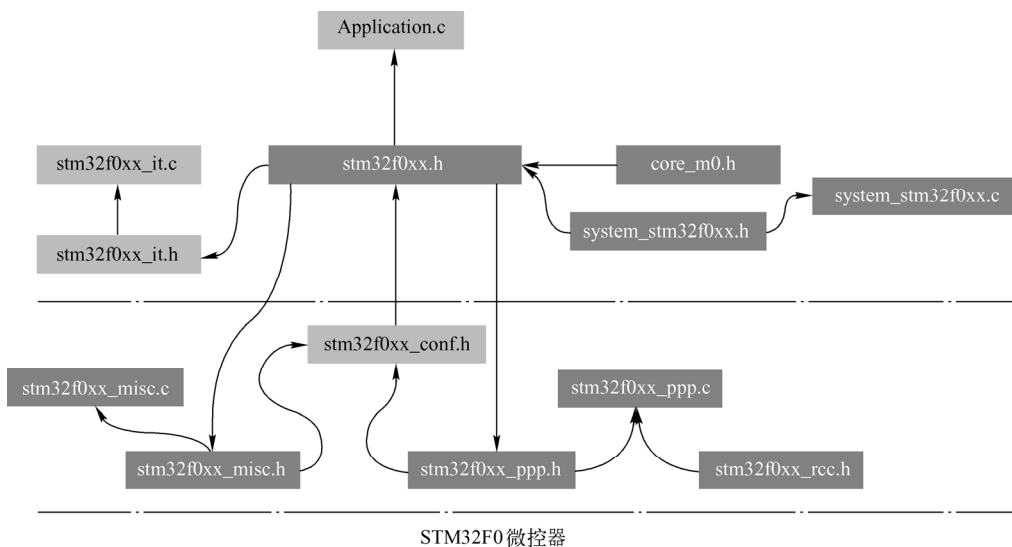 Application.c
stm32f0xx_it.c
stm32f0xx.h
core_m0.h
system_stm32f0xx.c
system_stm32f0xx.h
stm32f0xx_it.h
stm32f0xx_conf.h
stm32f0xx_misc.c
stm32f0xx_ppp.c
stm32f0xx_misc.h
stm32f0xx_ppp.h
stm32f0xx_rcc.h
STM32F0微控器